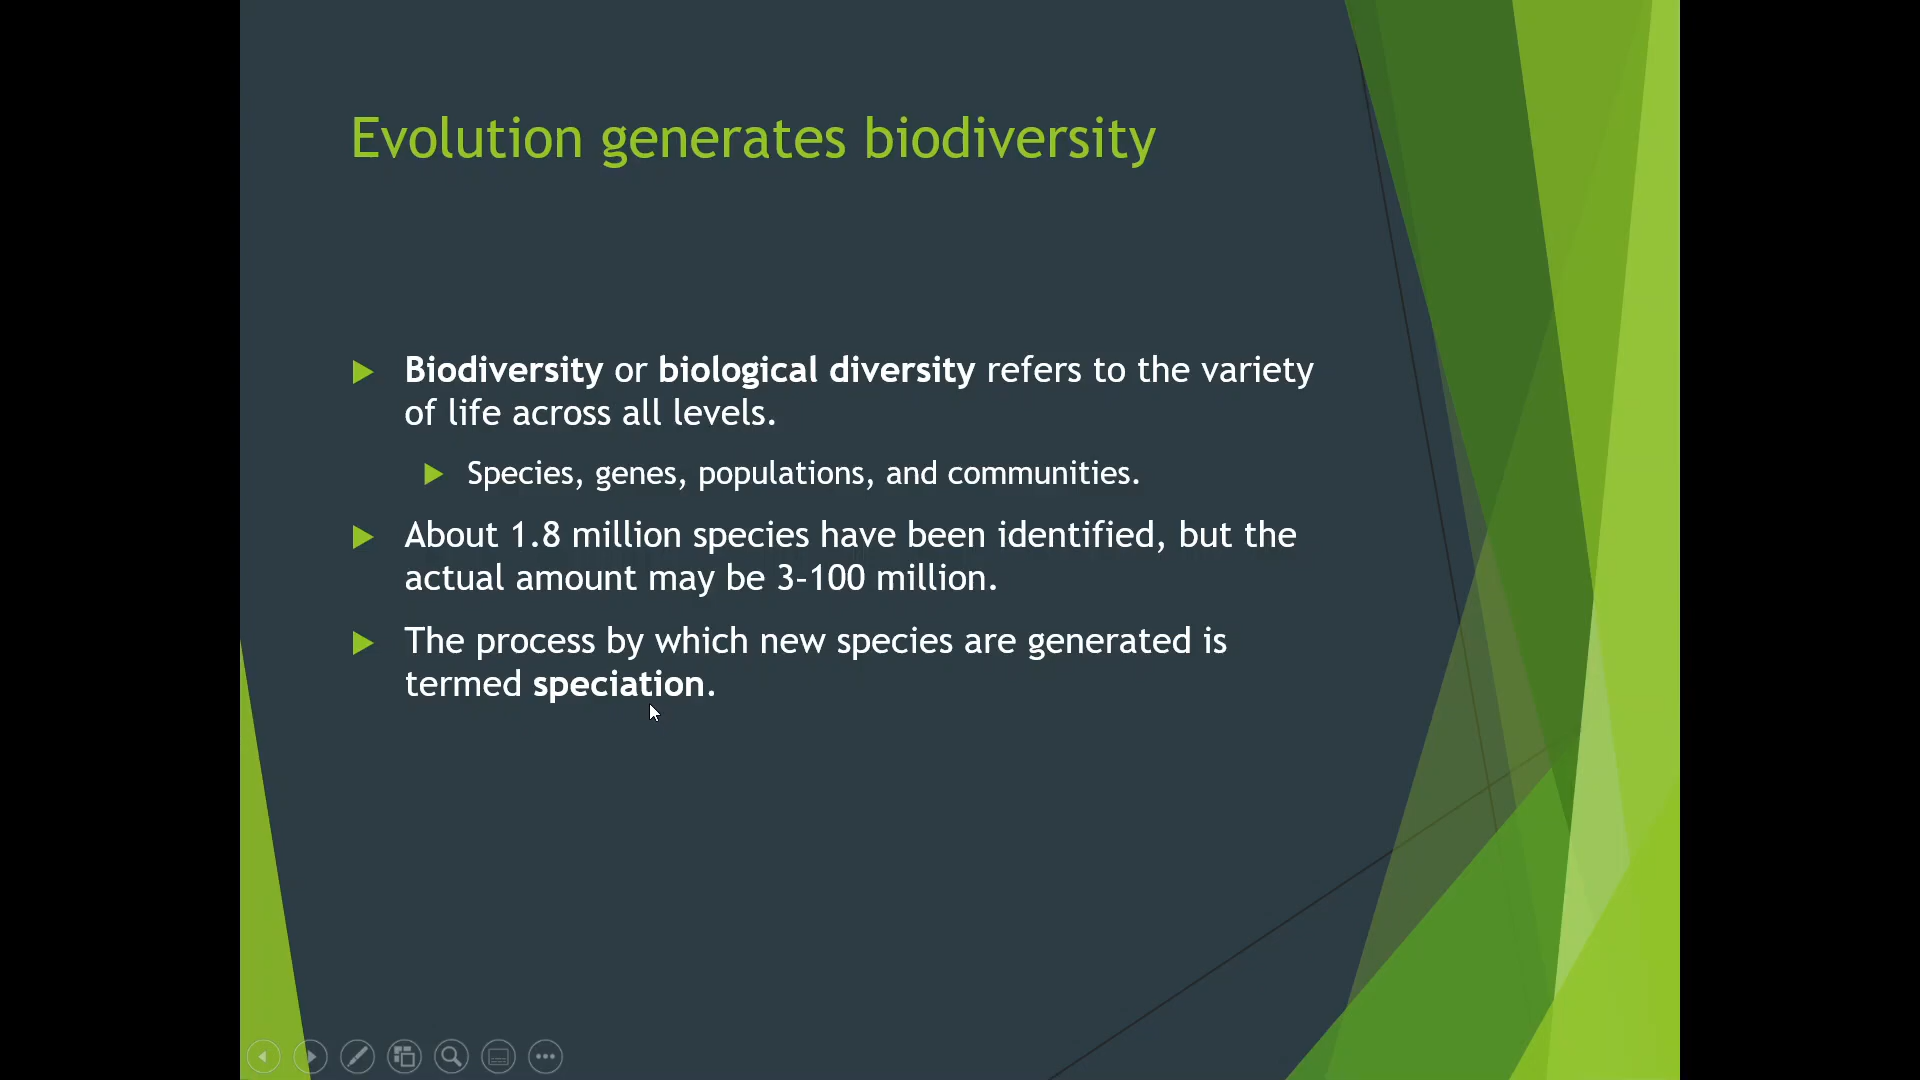 Evolution generates biodiversity
Biodiversity or biological diversity refers to the variety
of life across all levels.
Species, genes, populations, and communities.
About 1.8 million species have been identified, but the
actual amount may be 3–100 million.
The process by which new species are generated is
termed speciation.